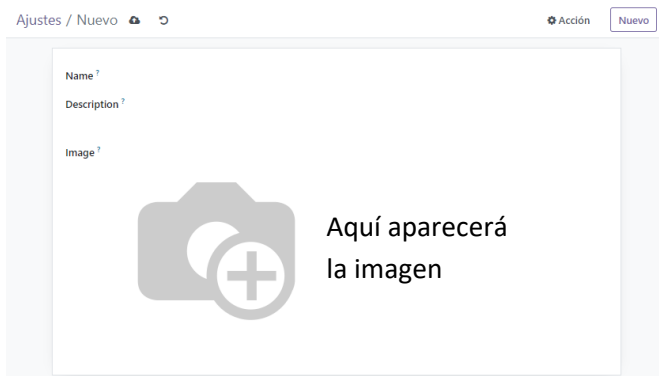 Ajustes / Nuevo
Acción
Nuevo
Name ?
Description ?
Image ?
Aquí aparecerá
la imagen